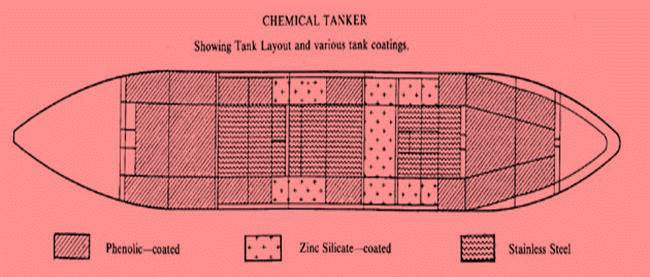 CHEMICAL TANKER
Showing Tank Layout and various tank coatings.
Phenolic—coated
Zinc Silicate—coated
Stainless Steel